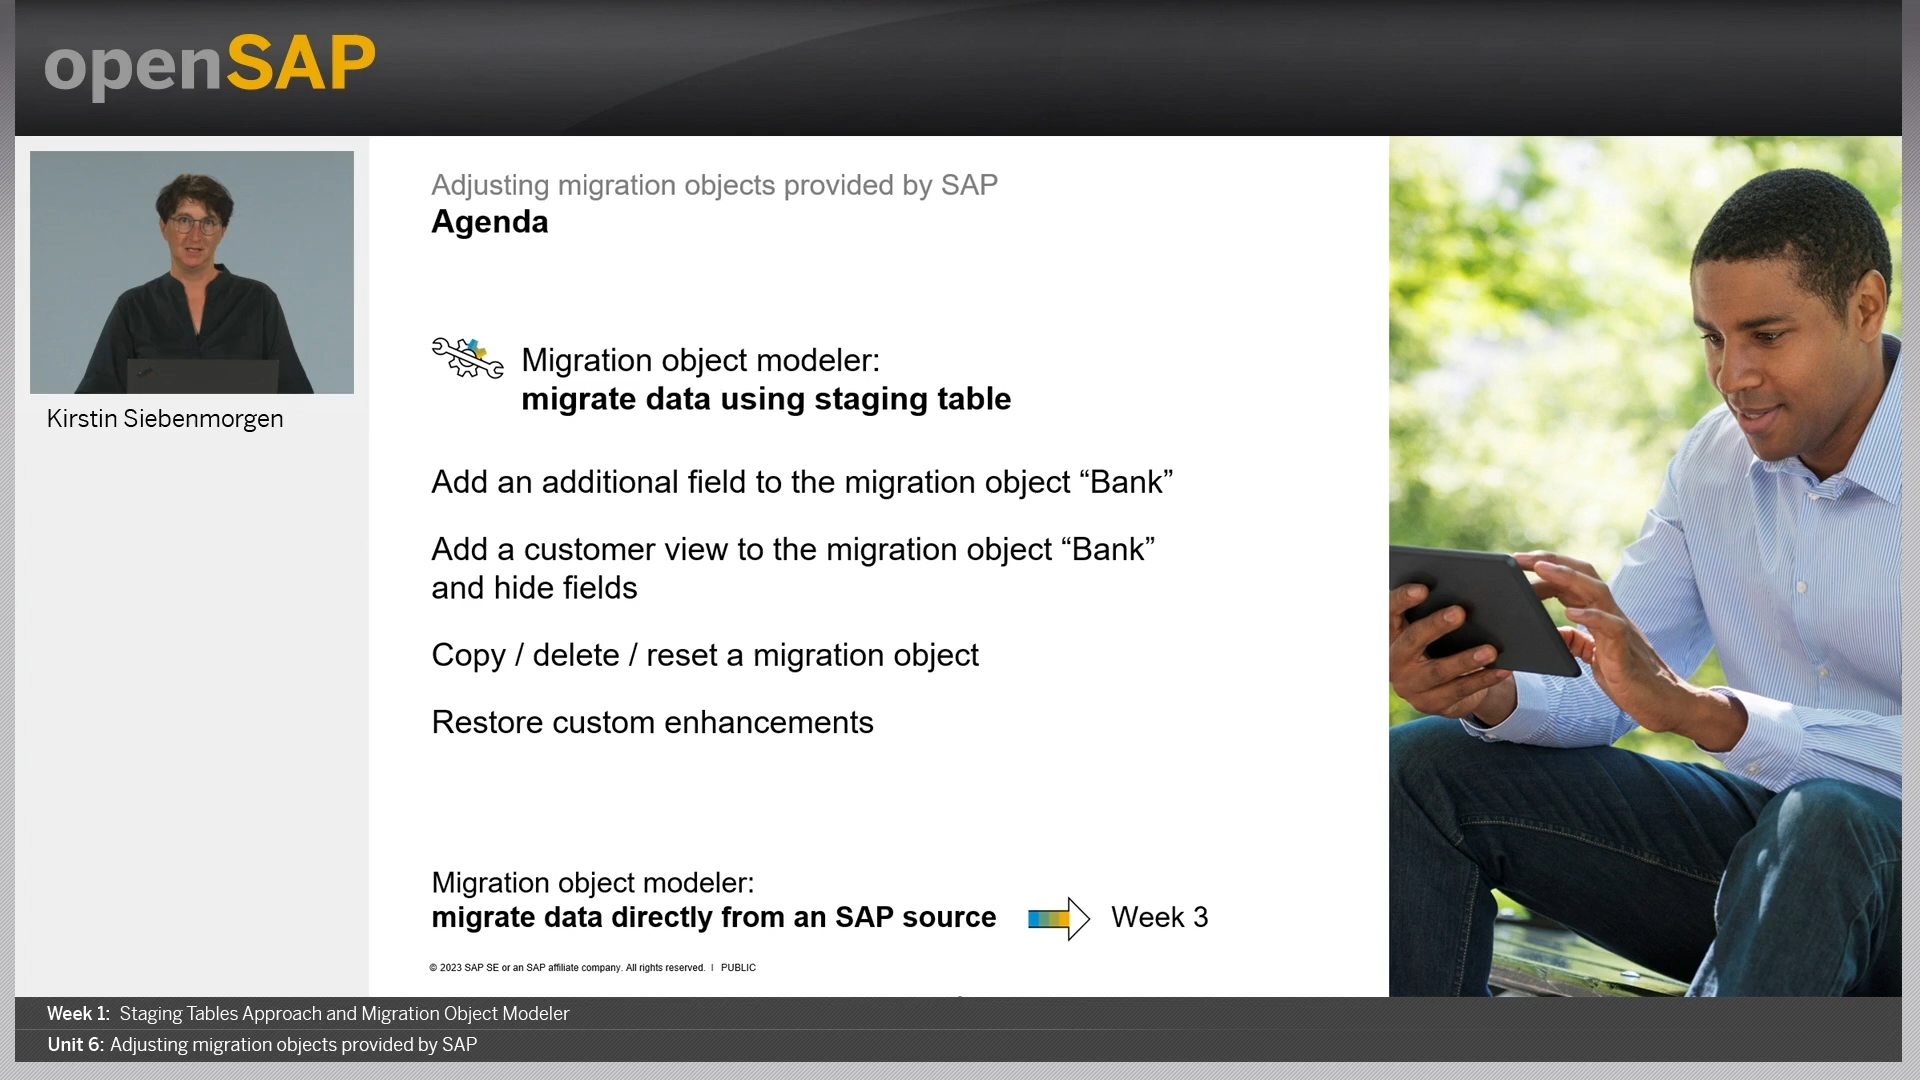 openSAP
Kirstin Siebenmorgen
Adjusting migration objects provided by SAP
Agenda
Migration object modeler:
migrate data using staging table
Add an additional field to the migration object “Bank”
Add a customer view to the migration object “Bank”
and hide fields
Copy / delete / reset a migration object
Restore custom enhancements
Migration object modeler:
migrate data directly from an SAP source
Week 3
© 2023 SAP SE or an SAP affiliate company. All rights reserved. I PUBLIC
Week 1: Staging Tables Approach and Migration Object Modeler
Unit 6: Adjusting migration objects provided by SAP